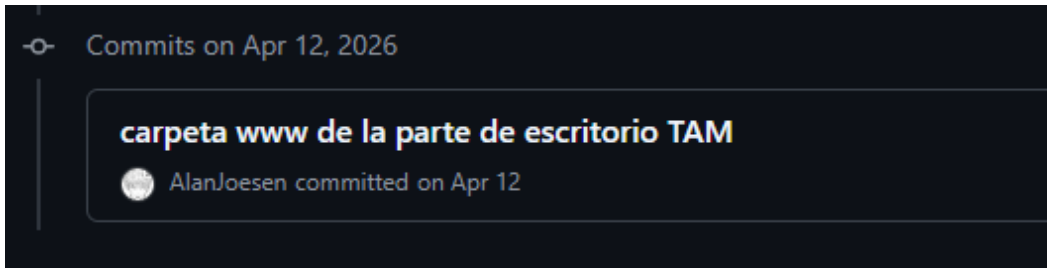 Commits on Apr 12, 2026
carpeta www de la parte de escritorio TAM
AlanJoesen committed on Apr 12